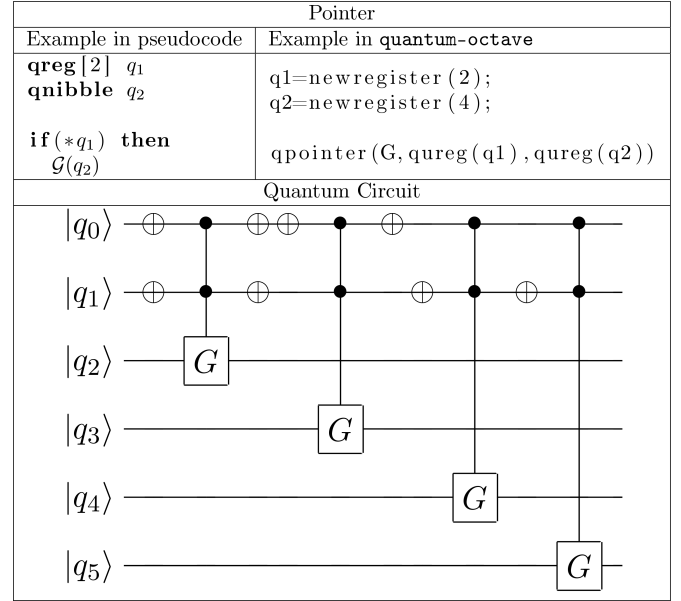 Pointer
Example in pseudocode Example in quantum-octave
qreg[2] q₁
qnibble q₂
if(*q₁) then
𝒢(q₂)
q1=newregister(2);
q2=newregister(4);
qpointer(G,qureg(q1),qureg(q2))
Quantum Circuit
|q₀⟩
|q₁⟩
|q₂⟩ G
|q₃⟩ G
|q₄⟩ G
|q₅⟩ G